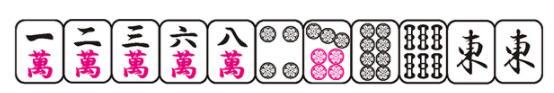 一 二 三 六 八 東 東
萬 萬 萬 萬 萬